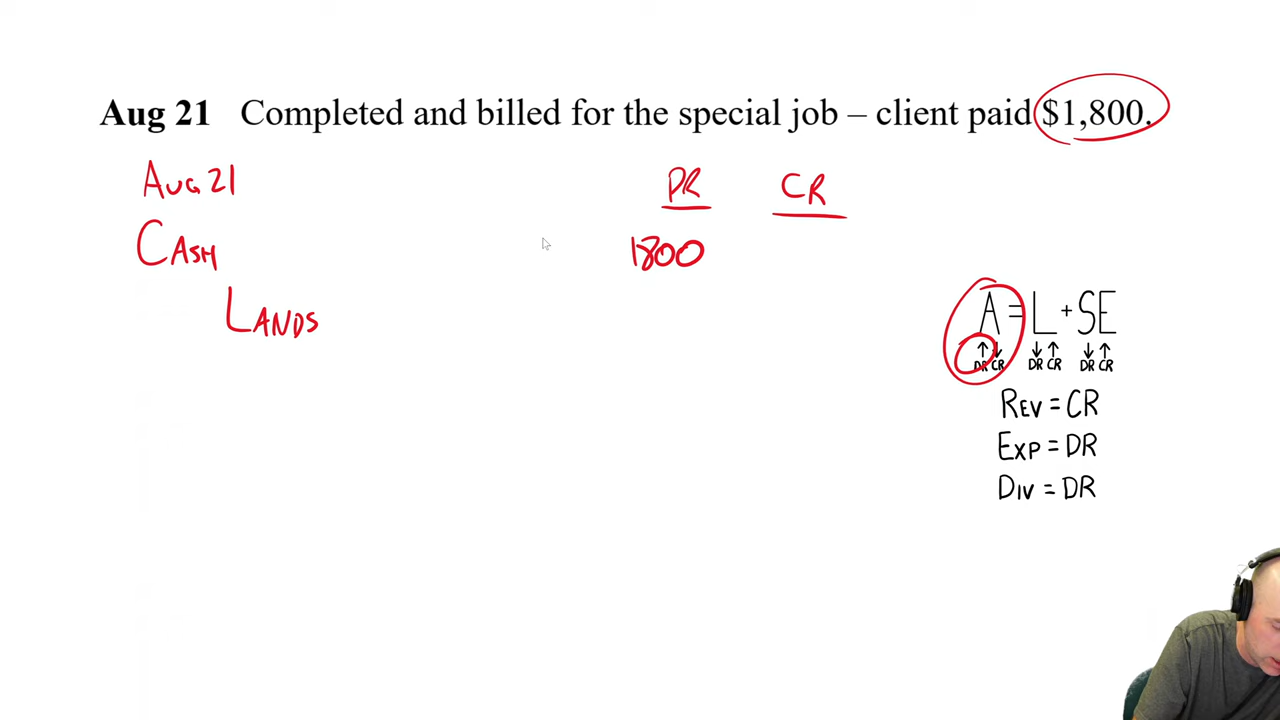 Aug 21 Completed and billed for the special job – client paid $1,800.
Aug 21 DR CR
CASH 1800
LANDS
A = L + SE
DR CR DR CR DR CR
REV = CR
EXP = DR
DIV = DR